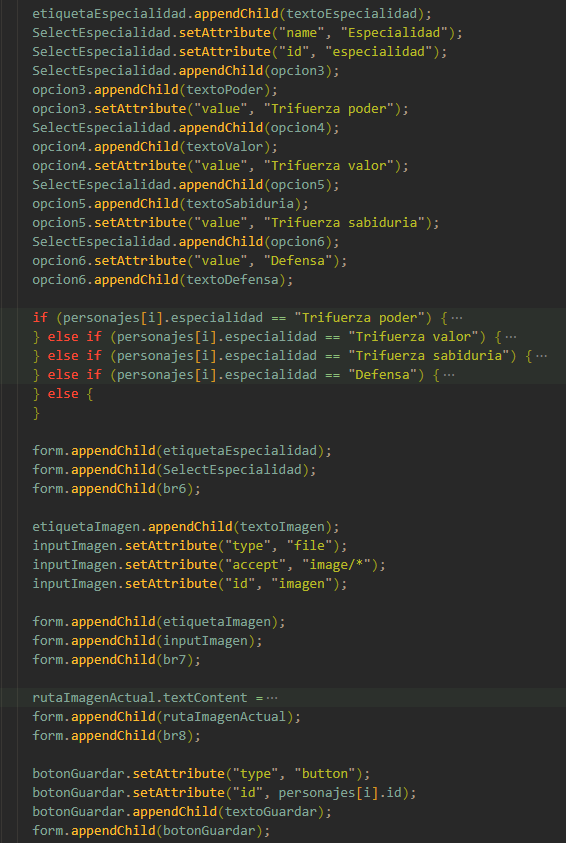 etiquetaEspecialidad.appendChild(textoEspecialidad);
SelectEspecialidad.setAttribute("name", "Especialidad");
SelectEspecialidad.setAttribute("id", "especialidad");
SelectEspecialidad.appendChild(opcion3);
opcion3.appendChild(textoPoder);
opcion3.setAttribute("value", "Trifuerza poder");
SelectEspecialidad.appendChild(opcion4);
opcion4.appendChild(textoValor);
opcion4.setAttribute("value", "Trifuerza valor");
SelectEspecialidad.appendChild(opcion5);
opcion5.appendChild(textoSabiduria);
opcion5.setAttribute("value", "Trifuerza sabiduria");
SelectEspecialidad.appendChild(opcion6);
opcion6.setAttribute("value", "Defensa");
opcion6.appendChild(textoDefensa);

if (personajes[i].especialidad == "Trifuerza poder") {···
} else if (personajes[i].especialidad == "Trifuerza valor") {···
} else if (personajes[i].especialidad == "Trifuerza sabiduria") {···
} else if (personajes[i].especialidad == "Defensa") {···
} else {
}

form.appendChild(etiquetaEspecialidad);
form.appendChild(SelectEspecialidad);
form.appendChild(br6);

etiquetaImagen.appendChild(textoImagen);
inputImagen.setAttribute("type", "file");
inputImagen.setAttribute("accept", "image/*");
inputImagen.setAttribute("id", "imagen");

form.appendChild(etiquetaImagen);
form.appendChild(inputImagen);
form.appendChild(br7);

rutaImagenActual.textContent =···
form.appendChild(rutaImagenActual);
form.appendChild(br8);

botonGuardar.setAttribute("type", "button");
botonGuardar.setAttribute("id", personajes[i].id);
botonGuardar.appendChild(textoGuardar);
form.appendChild(botonGuardar);